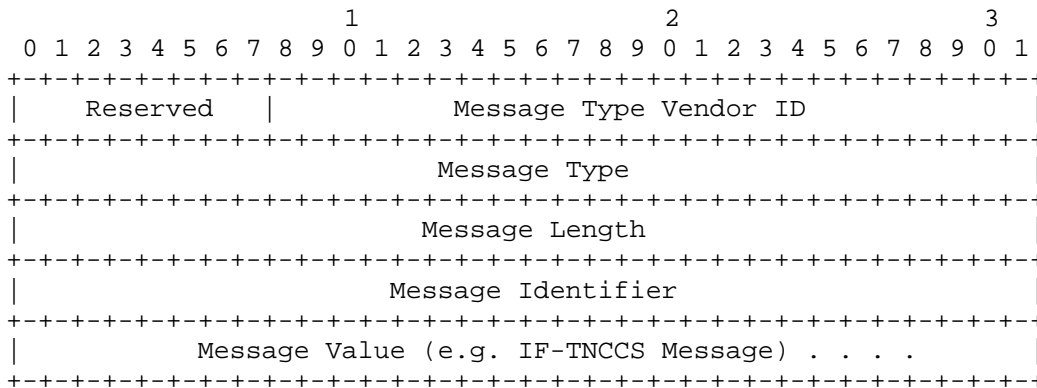 1                   2                   3
 0 1 2 3 4 5 6 7 8 9 0 1 2 3 4 5 6 7 8 9 0 1 2 3 4 5 6 7 8 9 0 1
+-+-+-+-+-+-+-+-+-+-+-+-+-+-+-+-+-+-+-+-+-+-+-+-+-+-+-+-+-+-+-+-+
|    Reserved   |           Message Type Vendor ID              |
+-+-+-+-+-+-+-+-+-+-+-+-+-+-+-+-+-+-+-+-+-+-+-+-+-+-+-+-+-+-+-+-+
|                          Message Type                         |
+-+-+-+-+-+-+-+-+-+-+-+-+-+-+-+-+-+-+-+-+-+-+-+-+-+-+-+-+-+-+-+-+
|                         Message Length                        |
+-+-+-+-+-+-+-+-+-+-+-+-+-+-+-+-+-+-+-+-+-+-+-+-+-+-+-+-+-+-+-+-+
|                       Message Identifier                      |
+-+-+-+-+-+-+-+-+-+-+-+-+-+-+-+-+-+-+-+-+-+-+-+-+-+-+-+-+-+-+-+-+
|           Message Value (e.g. IF-TNCCS Message) . . . .       |
+-+-+-+-+-+-+-+-+-+-+-+-+-+-+-+-+-+-+-+-+-+-+-+-+-+-+-+-+-+-+-+-+